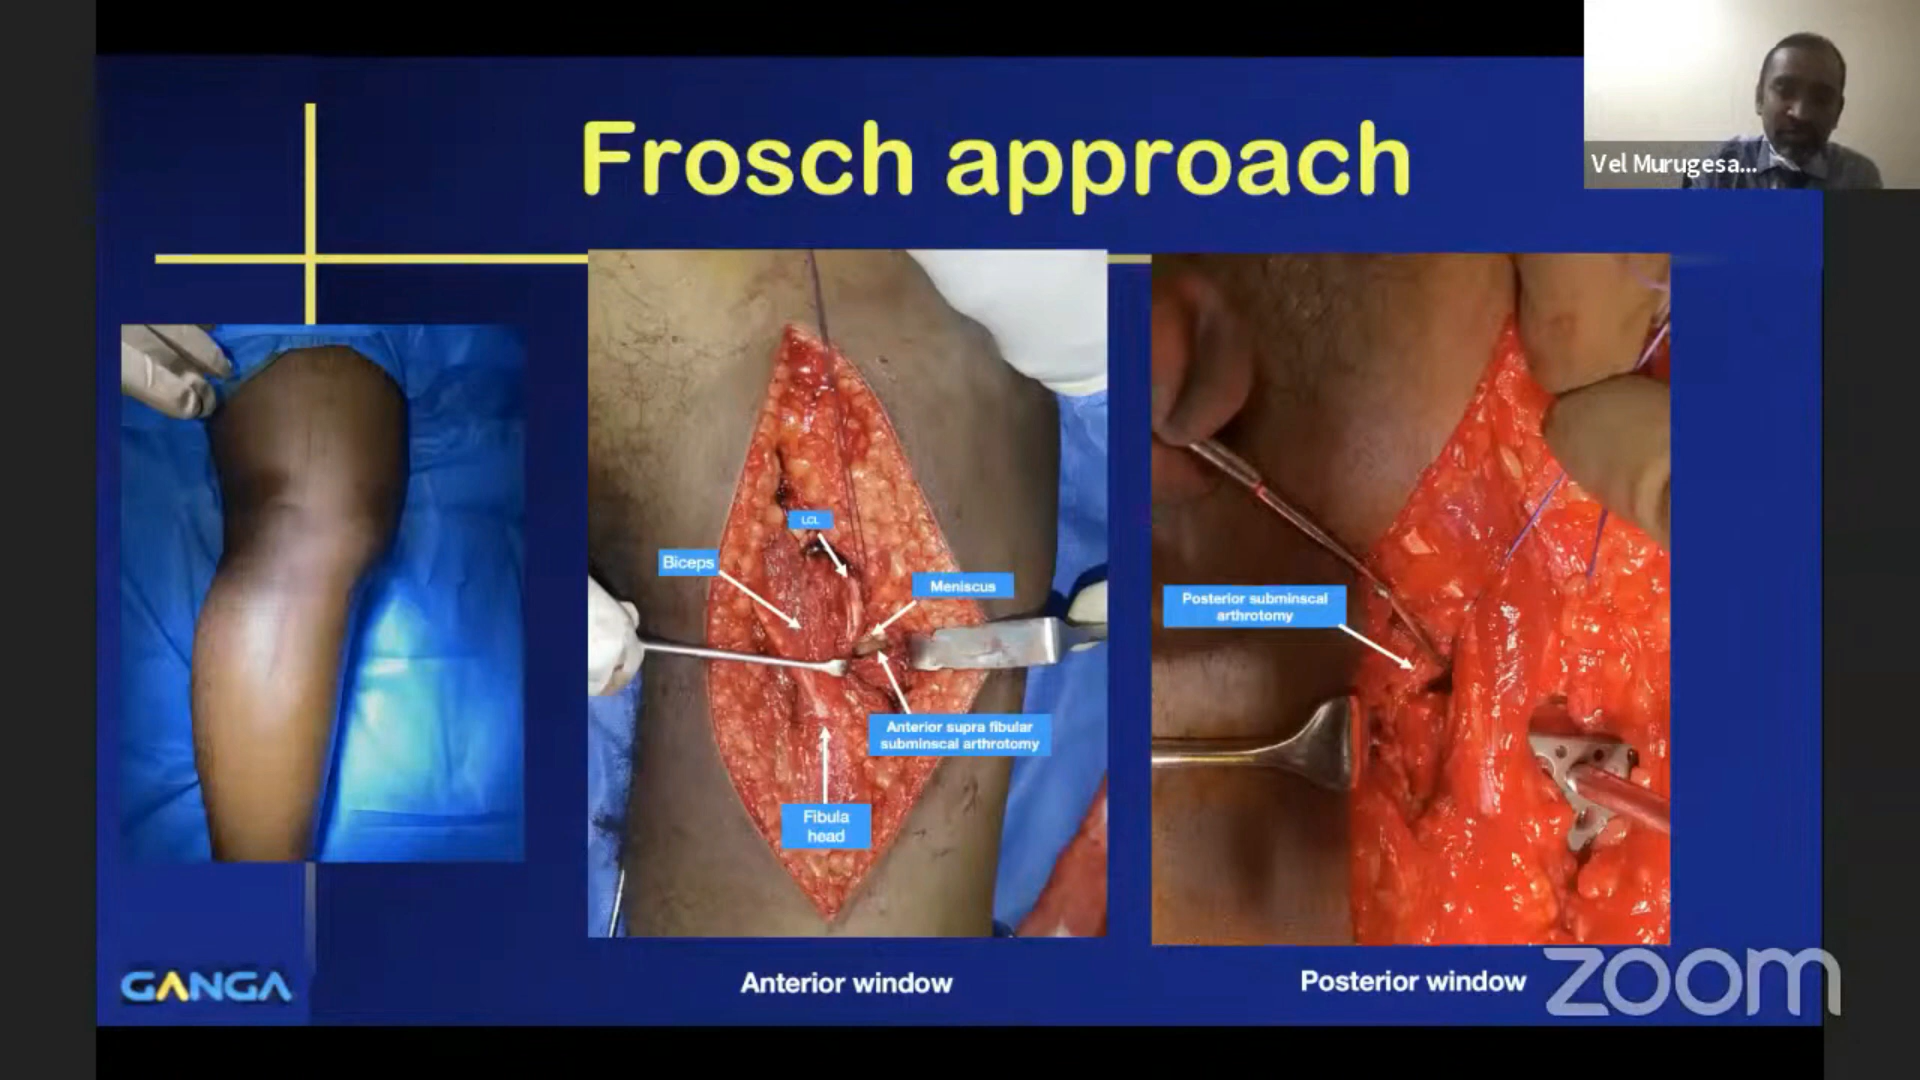 Frosch approach
Vel Murugesa...
LCL
Biceps
Meniscus
Anterior supra fibular
subminscal arthrotomy
Fibula
head
Posterior subminscal
arthrotomy
GANGA
Anterior window
Posterior window
zoom